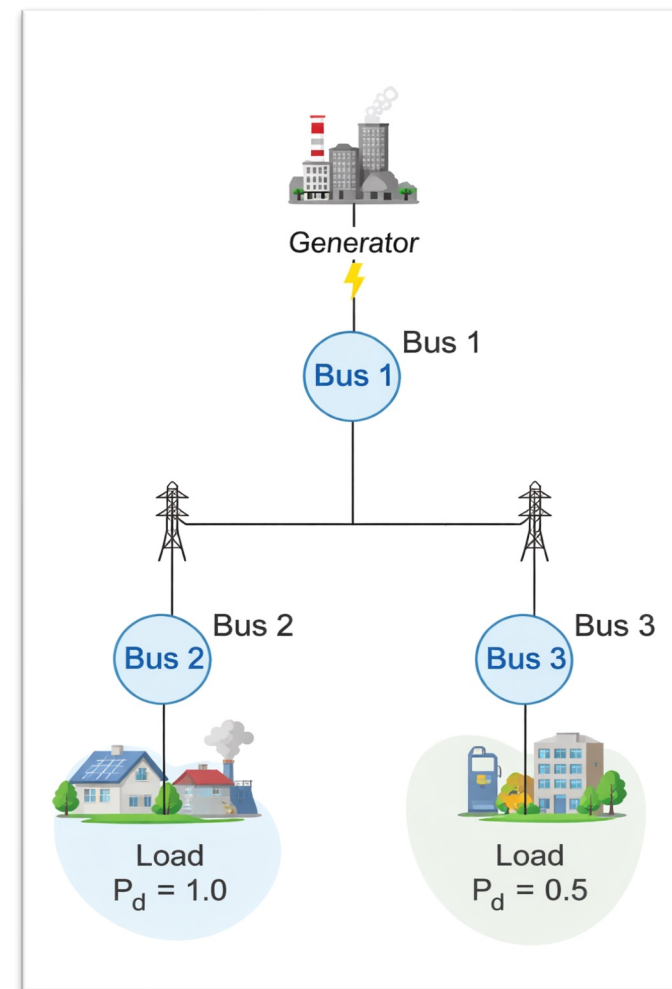 Generator
Bus 1
Bus 1
Bus 2
Bus 2
Bus 3
Bus 3
Load
P_d = 1.0
Load
P_d = 0.5